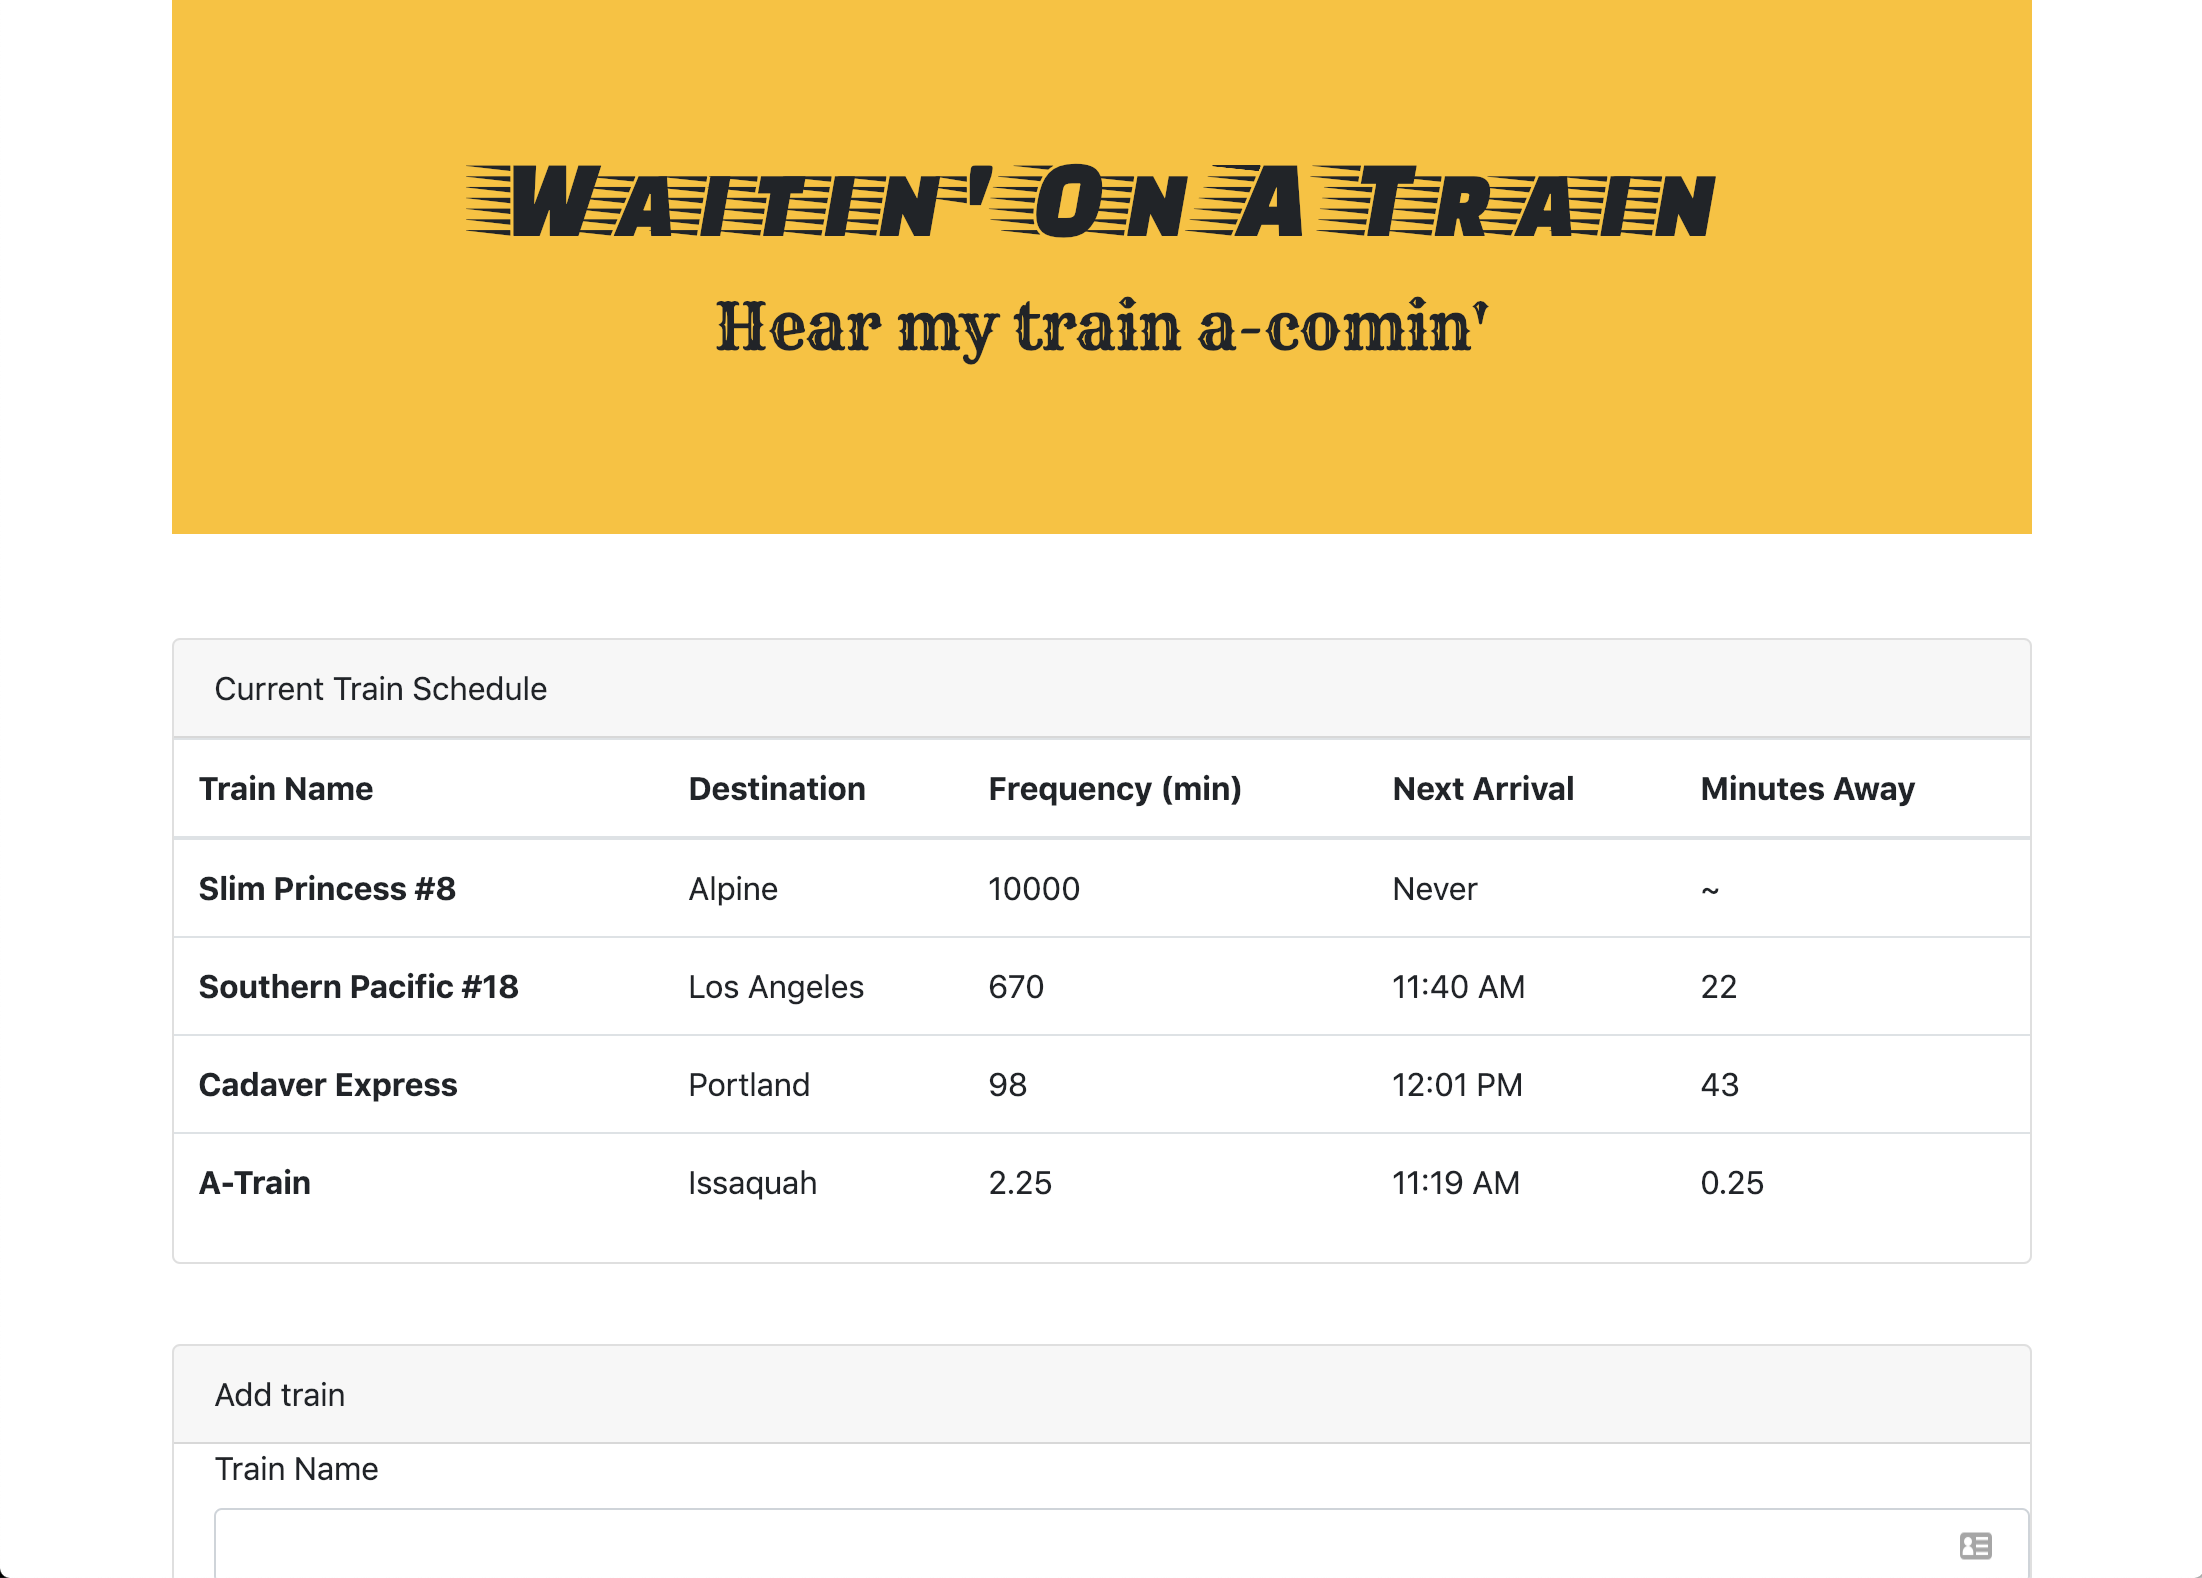 Waitin' On A Train
Hear my train a-comin'
Current Train Schedule
Train Name Destination Frequency (min) Next Arrival Minutes Away
Slim Princess #8 Alpine 10000 Never ~
Southern Pacific #18 Los Angeles 670 11:40 AM 22
Cadaver Express Portland 98 12:01 PM 43
A-Train Issaquah 2.25 11:19 AM 0.25
Add train
Train Name